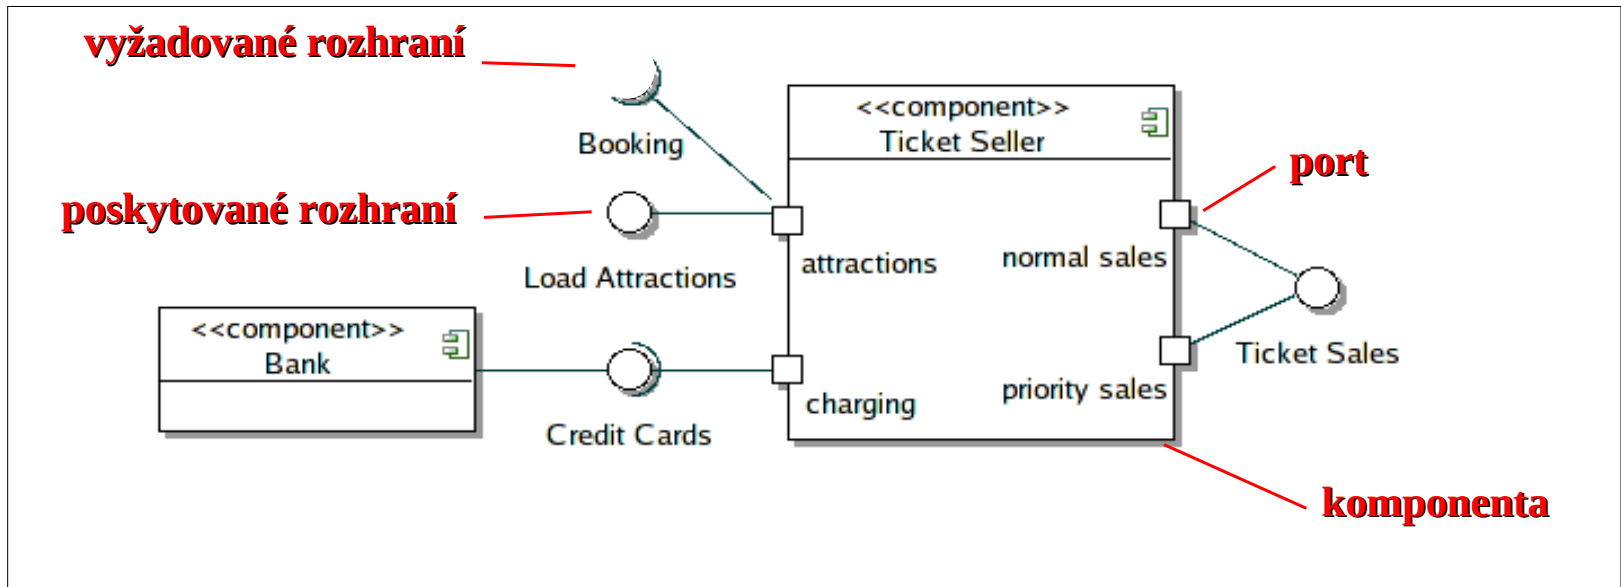 vyžadované rozhraní
<<component>>
Ticket Seller
Booking
port
poskytované rozhraní
attractions
normal sales
Load Attractions
<<component>>
Bank
Ticket Sales
priority sales
charging
Credit Cards
komponenta